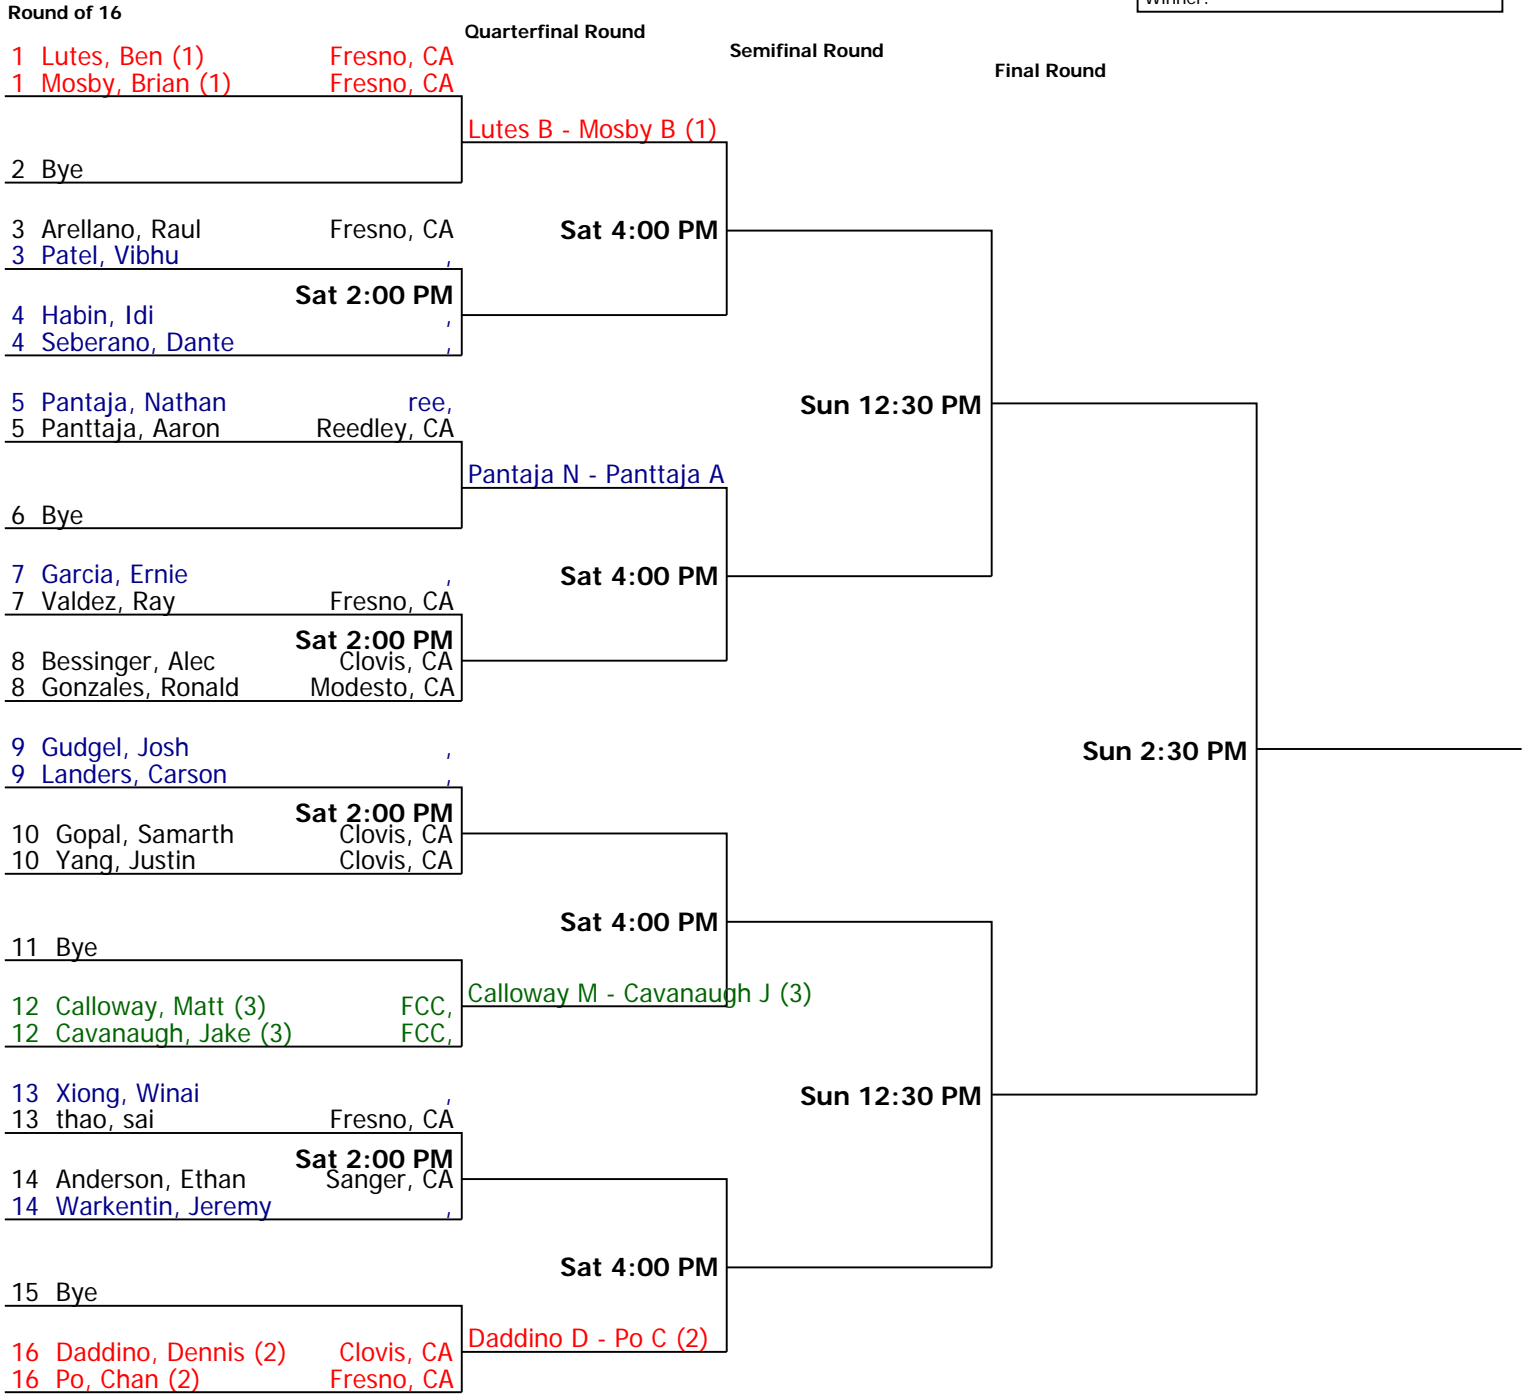 Winner:
Round of 16
Quarterfinal Round
Semifinal Round
Final Round
1 Lutes, Ben (1) Fresno, CA
1 Mosby, Brian (1) Fresno, CA
Lutes B - Mosby B (1)
2 Bye
3 Arellano, Raul Fresno, CA
Sat 4:00 PM
3 Patel, Vibhu ,
Sat 2:00 PM
4 Habin, Idi ,
4 Seberano, Dante ,
5 Pantaja, Nathan ree,
Sun 12:30 PM
5 Panttaja, Aaron Reedley, CA
Pantaja N - Panttaja A
6 Bye
7 Garcia, Ernie ,
Sat 4:00 PM
7 Valdez, Ray Fresno, CA
Sat 2:00 PM
8 Bessinger, Alec Clovis, CA
8 Gonzales, Ronald Modesto, CA
9 Gudgel, Josh ,
Sun 2:30 PM
9 Landers, Carson ,
Sat 2:00 PM
10 Gopal, Samarth Clovis, CA
10 Yang, Justin Clovis, CA
Sat 4:00 PM
11 Bye
Calloway M - Cavanaugh J (3)
12 Calloway, Matt (3) FCC,
12 Cavanaugh, Jake (3) FCC,
13 Xiong, Winai ,
Sun 12:30 PM
13 thao, sai Fresno, CA
Sat 2:00 PM
14 Anderson, Ethan Sanger, CA
14 Warkentin, Jeremy ,
Sat 4:00 PM
15 Bye
Daddino D - Po C (2)
16 Daddino, Dennis (2) Clovis, CA
16 Po, Chan (2) Fresno, CA